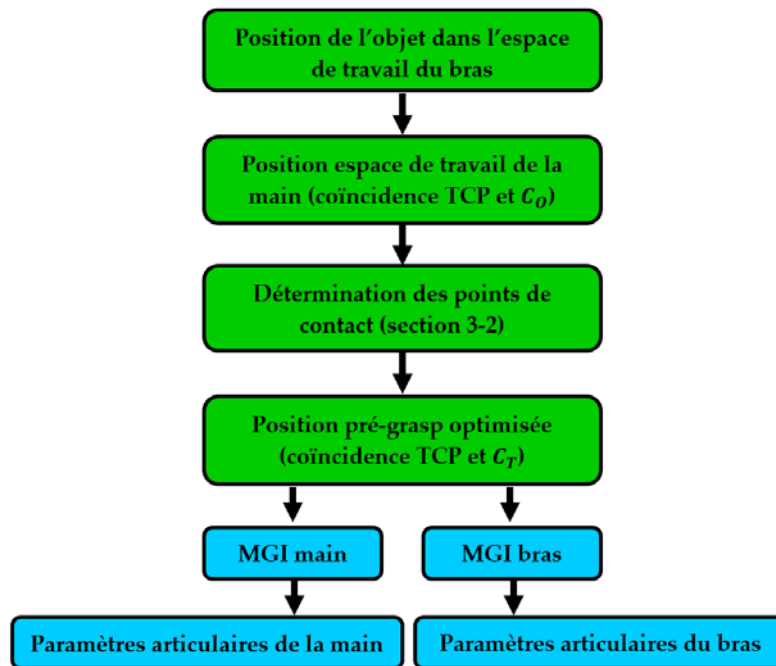 Position de l'objet dans l'espace
de travail du bras
Position espace de travail de la
main (coïncidence TCP et C_O)
Détermination des points de
contact (section 3-2)
Position pré-grasp optimisée
(coïncidence TCP et C_T)
MGI main
MGI bras
Paramètres articulaires de la main
Paramètres articulaires du bras